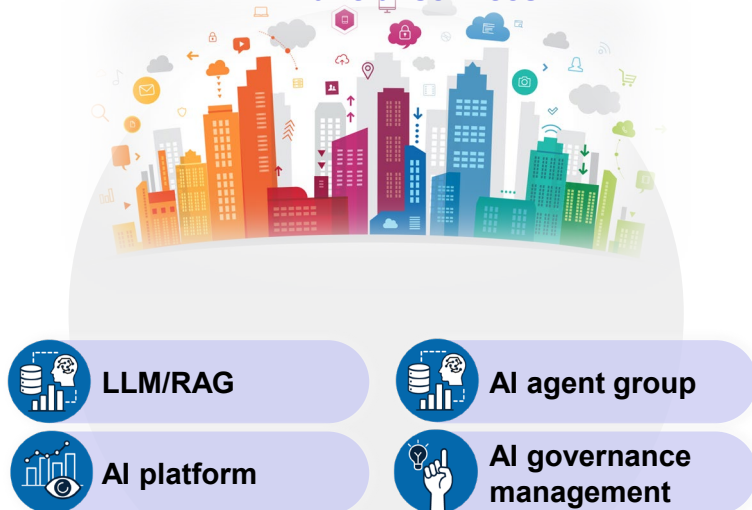 LLM/RAG
AI agent group
AI platform
AI governance
management